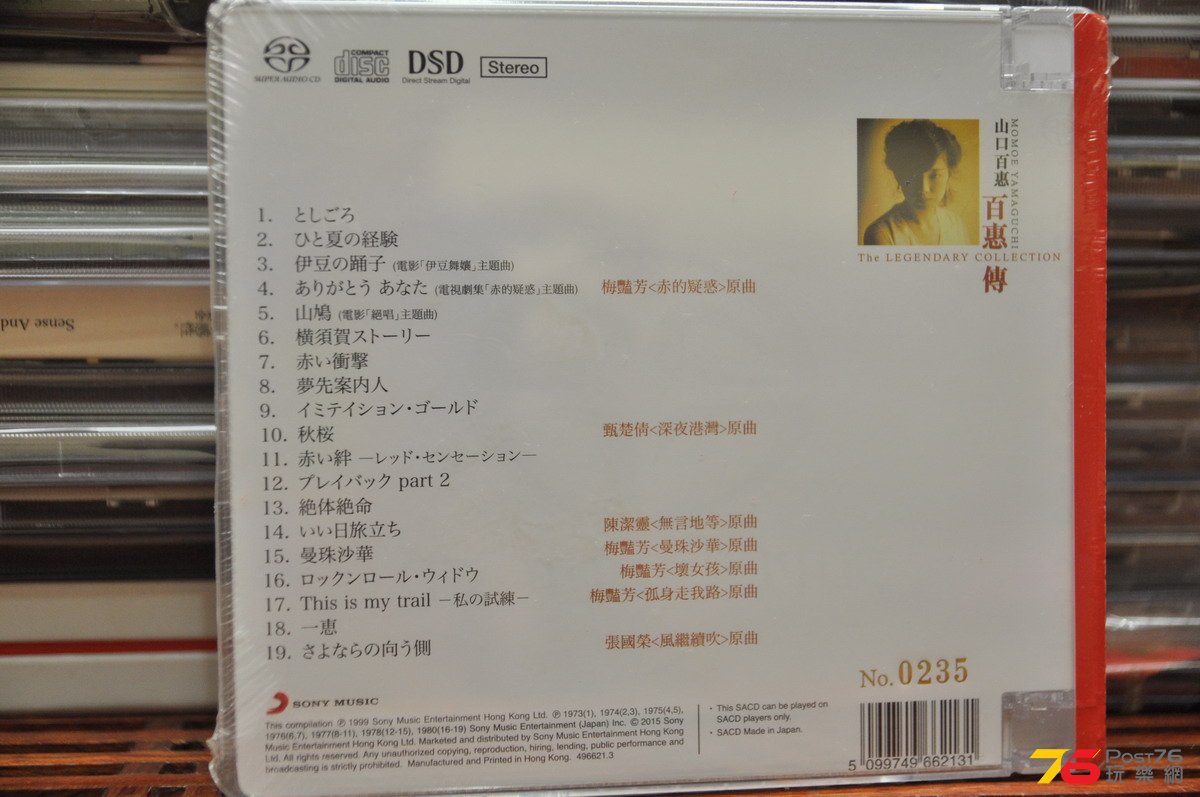 SUPER AUDIO CD
COMPACT
disc
DIGITAL AUDIO
DSD
Direct Stream Digital
Stereo
山口百惠
MOMOE YAMAGUCHI
百惠傳
The LEGENDARY COLLECTION
1. としごろ
2. ひと夏の経験
3. 伊豆の踊子 (電影「伊豆舞孃」主題曲)
4. ありがとう あなた (電視劇集「赤的疑惑」主題曲) 梅艷芳<赤的疑惑>原曲
5. 山鳩 (電影「絕唱」主題曲)
6. 横須賀ストーリー
7. 赤い衝撃
8. 夢先案内人
9. イミテイション・ゴールド
10. 秋桜 甄楚倩<深夜港灣>原曲
11. 赤い絆 —レッド・センセーション—
12. プレイバック part 2
13. 絶体絶命
14. いい日旅立ち 陳潔靈<無言地等>原曲
15. 曼珠沙華 梅艷芳<曼珠沙華>原曲
16. ロックンロール・ウィドウ 梅艷芳<壞女孩>原曲
17. This is my trail －私の試練－ 梅艷芳<孤身走我路>原曲
18. 一恵
19. さよならの向う側 張國榮<風繼續吹>原曲
No. 0235
SONY MUSIC
This compilation ℗ 1999 Sony Music Entertainment Hong Kong Ltd. ℗ 1973(1), 1974(2,3), 1975(4,5),
1976(6,7), 1977(8-11), 1978(12-15), 1980(16-19) Sony Music Entertainment (Japan) Inc. © 2015 Sony
Music Entertainment Hong Kong Ltd. Marketed and distributed by Sony Music Entertainment Hong Kong
Ltd. All rights reserved. Any unauthorized copying, reproduction, hiring, lending, public performance and
broadcasting is strictly prohibited. Manufactured and Printed in Hong Kong. 496621.3
• This SACD can be played on
SACD players only.
• SACD Made in Japan.
5 099749 662131
Sense And
76 Post76
玩樂網